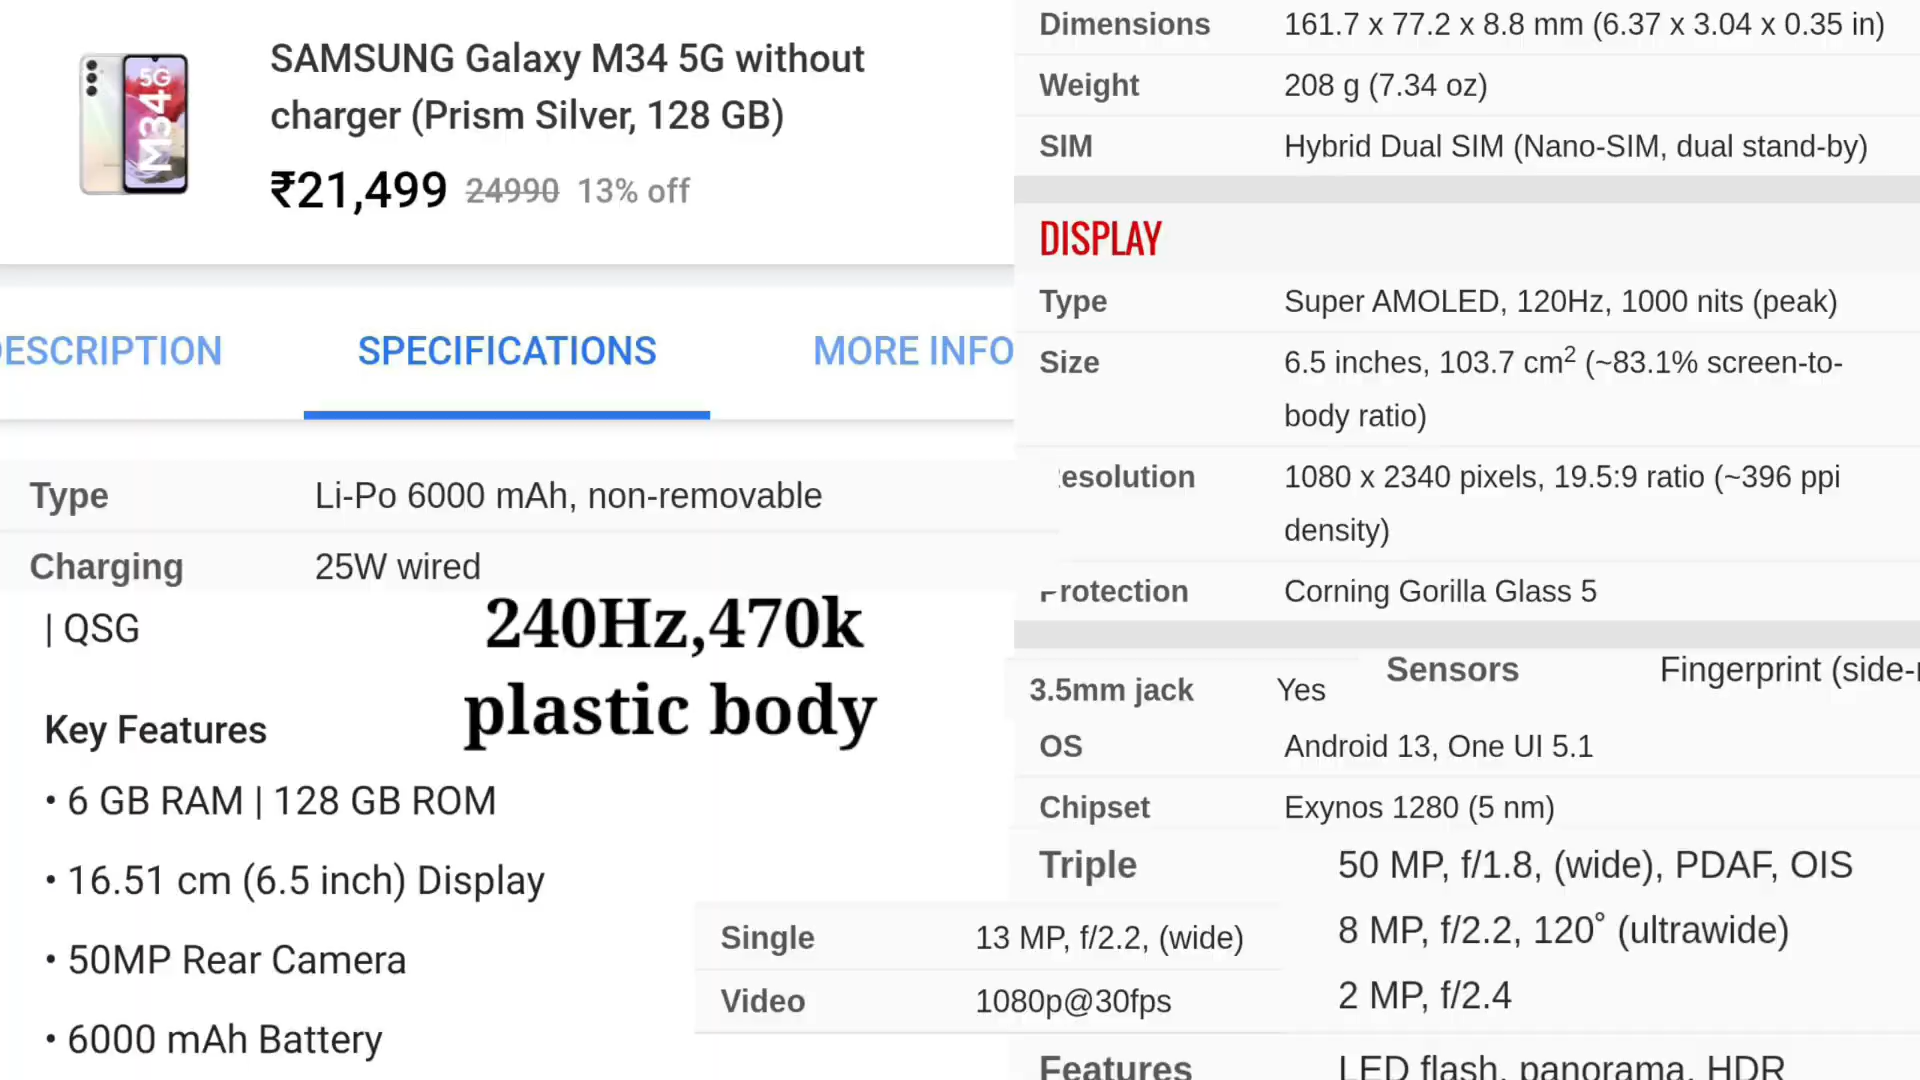 SAMSUNG Galaxy M34 5G without
charger (Prism Silver, 128 GB)
₹21,499 24990 13% off
5G
M34
ESCRIPTION
SPECIFICATIONS
MORE INFO
Type Li-Po 6000 mAh, non-removable
Charging 25W wired
| QSG
240Hz,470k
plastic body
Key Features
• 6 GB RAM | 128 GB ROM
• 16.51 cm (6.5 inch) Display
• 50MP Rear Camera
• 6000 mAh Battery
Single 13 MP, f/2.2, (wide)
Video 1080p@30fps
Dimensions 161.7 x 77.2 x 8.8 mm (6.37 x 3.04 x 0.35 in)
Weight 208 g (7.34 oz)
SIM Hybrid Dual SIM (Nano-SIM, dual stand-by)
DISPLAY
Type Super AMOLED, 120Hz, 1000 nits (peak)
Size 6.5 inches, 103.7 cm² (~83.1% screen-to-
body ratio)
esolution 1080 x 2340 pixels, 19.5:9 ratio (~396 ppi
density)
Protection Corning Gorilla Glass 5
Sensors Fingerprint (side-
3.5mm jack Yes
OS Android 13, One UI 5.1
Chipset Exynos 1280 (5 nm)
Triple 50 MP, f/1.8, (wide), PDAF, OIS
8 MP, f/2.2, 120˚ (ultrawide)
2 MP, f/2.4
Features LED flash, panorama, HDR